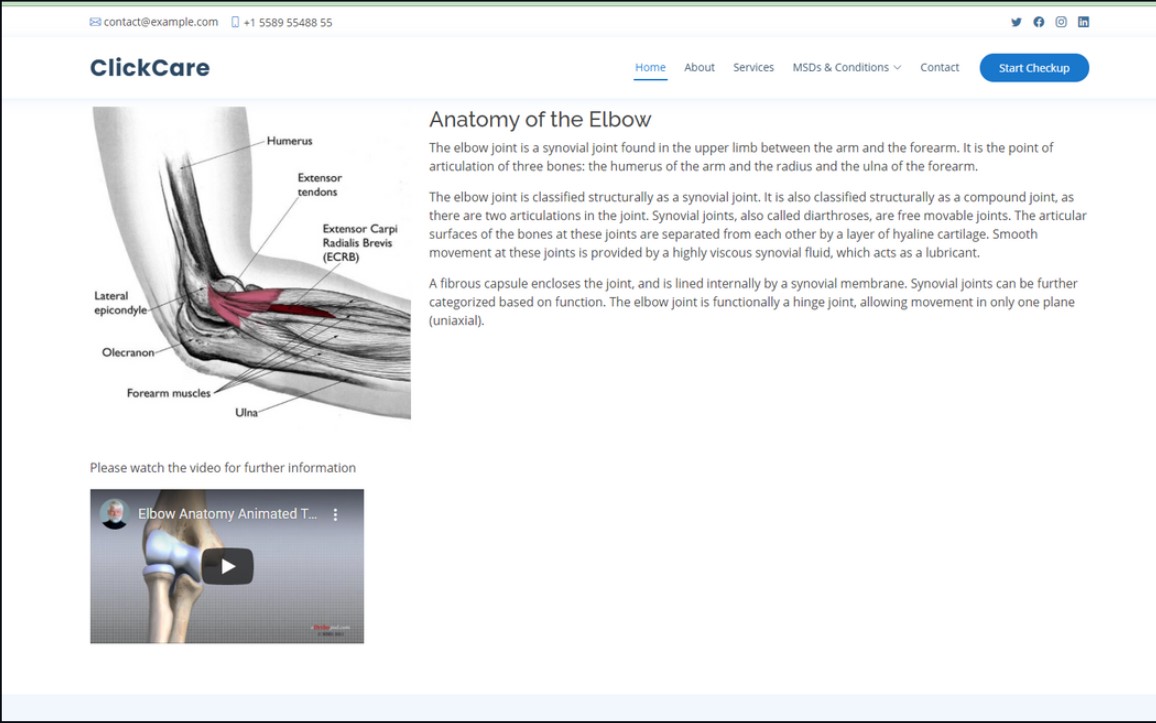 contact@example.com +1 5589 55488 55
ClickCare
Home About Services MSDs & Conditions Contact Start Checkup
Humerus
Extensor
tendons
Extensor Carpi
Radialis Brevis
(ECRB)
Lateral
epicondyle
Olecranon
Forearm muscles
Ulna
Anatomy of the Elbow
The elbow joint is a synovial joint found in the upper limb between the arm and the forearm. It is the point of
articulation of three bones: the humerus of the arm and the radius and the ulna of the forearm.
The elbow joint is classified structurally as a synovial joint. It is also classified structurally as a compound joint, as
there are two articulations in the joint. Synovial joints, also called diarthroses, are free movable joints. The articular
surfaces of the bones at these joints are separated from each other by a layer of hyaline cartilage. Smooth
movement at these joints is provided by a highly viscous synovial fluid, which acts as a lubricant.
A fibrous capsule encloses the joint, and is lined internally by a synovial membrane. Synovial joints can be further
categorized based on function. The elbow joint is functionally a hinge joint, allowing movement in only one plane
(uniaxial).
Please watch the video for further information
Elbow Anatomy Animated T...